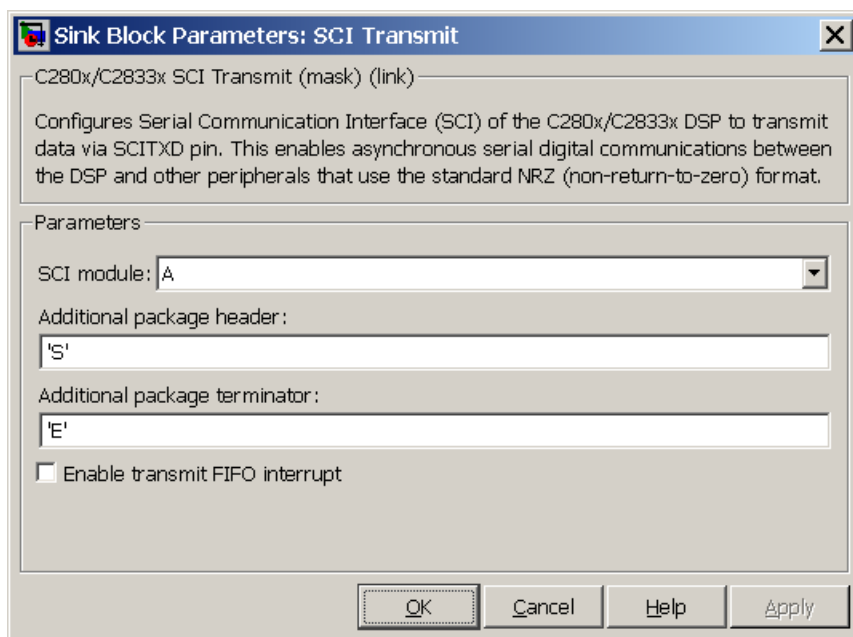 Sink Block Parameters: SCI Transmit
C280x/C2833x SCI Transmit (mask) (link)
Configures Serial Communication Interface (SCI) of the C280x/C2833x DSP to transmit
data via SCITXD pin. This enables asynchronous serial digital communications between
the DSP and other peripherals that use the standard NRZ (non-return-to-zero) format.
Parameters
SCI module: A
Additional package header:
'S'
Additional package terminator:
'E'
Enable transmit FIFO interrupt
OK Cancel Help Apply